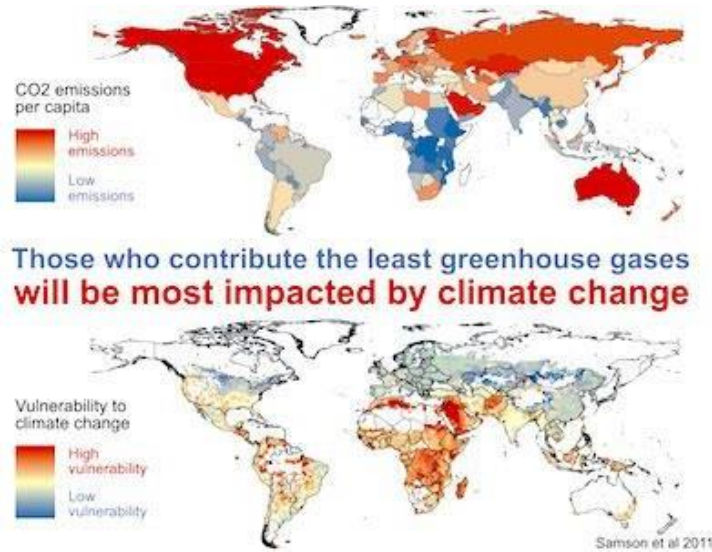 CO2 emissions
per capita
High
emissions
Low
emissions
Those who contribute the least greenhouse gases
will be most impacted by climate change
Vulnerability to
climate change
High
vulnerability
Low
vulnerability
Samson et al 2011